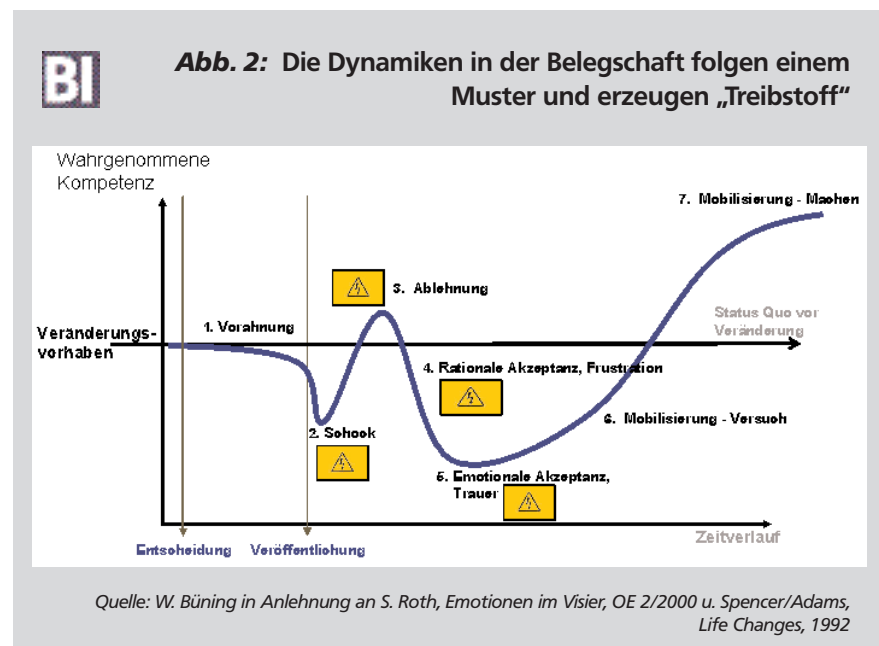 BI
Abb. 2: Die Dynamiken in der Belegschaft folgen einem
Muster und erzeugen „Treibstoff“
Wahrgenommene
Kompetenz
7. Mobilisierung - Machen
3. Ablehnung
1. Vorahnung
Status Quo vor
Veränderung
Veränderungs-
vorhaben
4. Rationale Akzeptanz, Frustration
6. Mobilisierung - Versuch
2. Schock
5. Emotionale Akzeptanz,
Trauer
Zeitverlauf
Entscheidung
Veröffentlichung
Quelle: W. Büning in Anlehnung an S. Roth, Emotionen im Visier, OE 2/2000 u. Spencer/Adams,
Life Changes, 1992